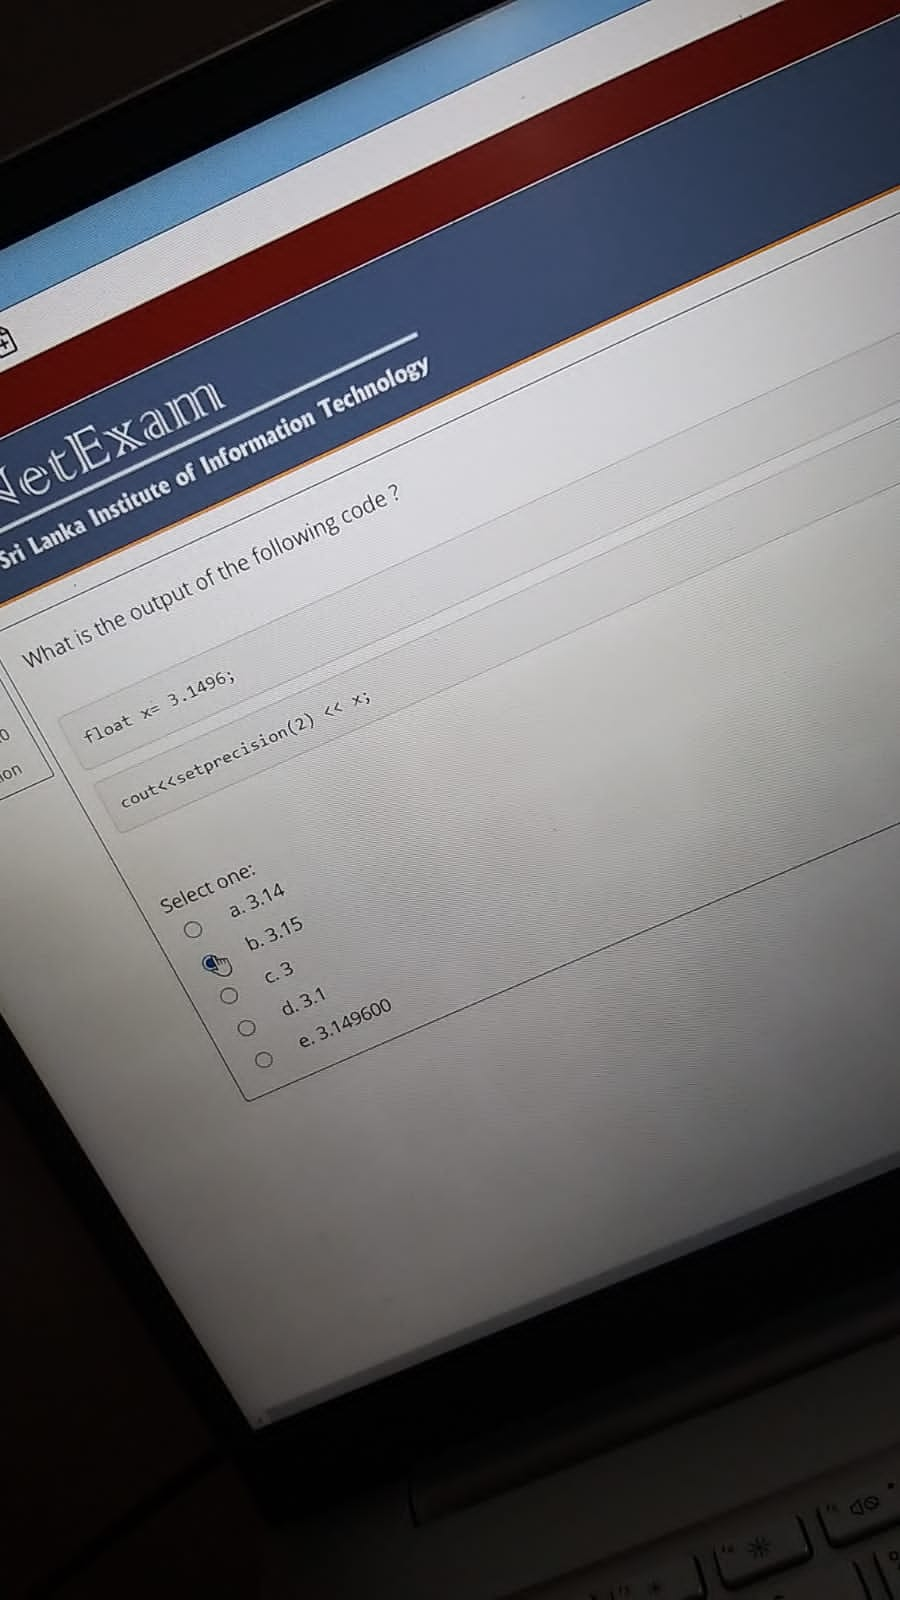 NetExam
Sri Lanka Institute of Information Technology
What is the output of the following code ?
float x= 3.1496;
cout<<setprecision(2) << x;
Select one:
a. 3.14
b. 3.15
c. 3
d. 3.1
e. 3.149600